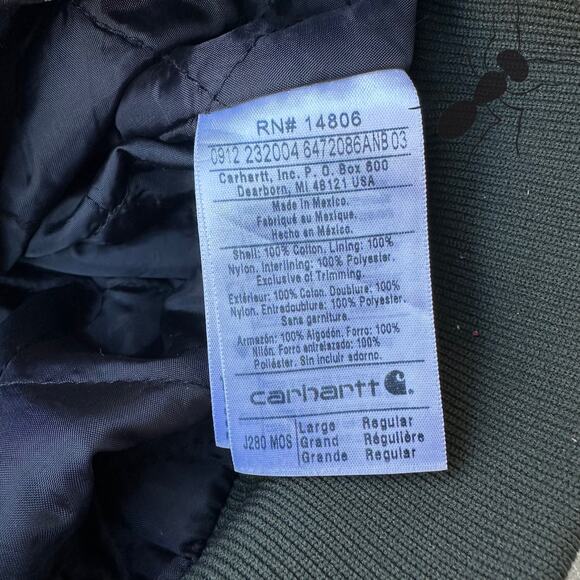 RN# 14806
0912 232004 6472086ANB 03
Carhartt, Inc. P. O. Box 600
Dearborn, MI 48121 USA
Made in Mexico.
Fabriqué au Mexique.
Hecho en México.
Shell: 100% Cotton. Lining: 100%
Nylon. Interlining: 100% Polyester.
Exclusive of Trimming.
Extérieur: 100% Coton. Doublure: 100%
Nylon. Entredoublure: 100% Polyester.
Sans garniture.
Armazón: 100% Algodón. Forro: 100%
Nilón. Forro entrelazado: 100%
Poliéster. Sin incluir adorno.
carhartt
J280 MOS
Large Regular
Grand Régulière
Grande Regular